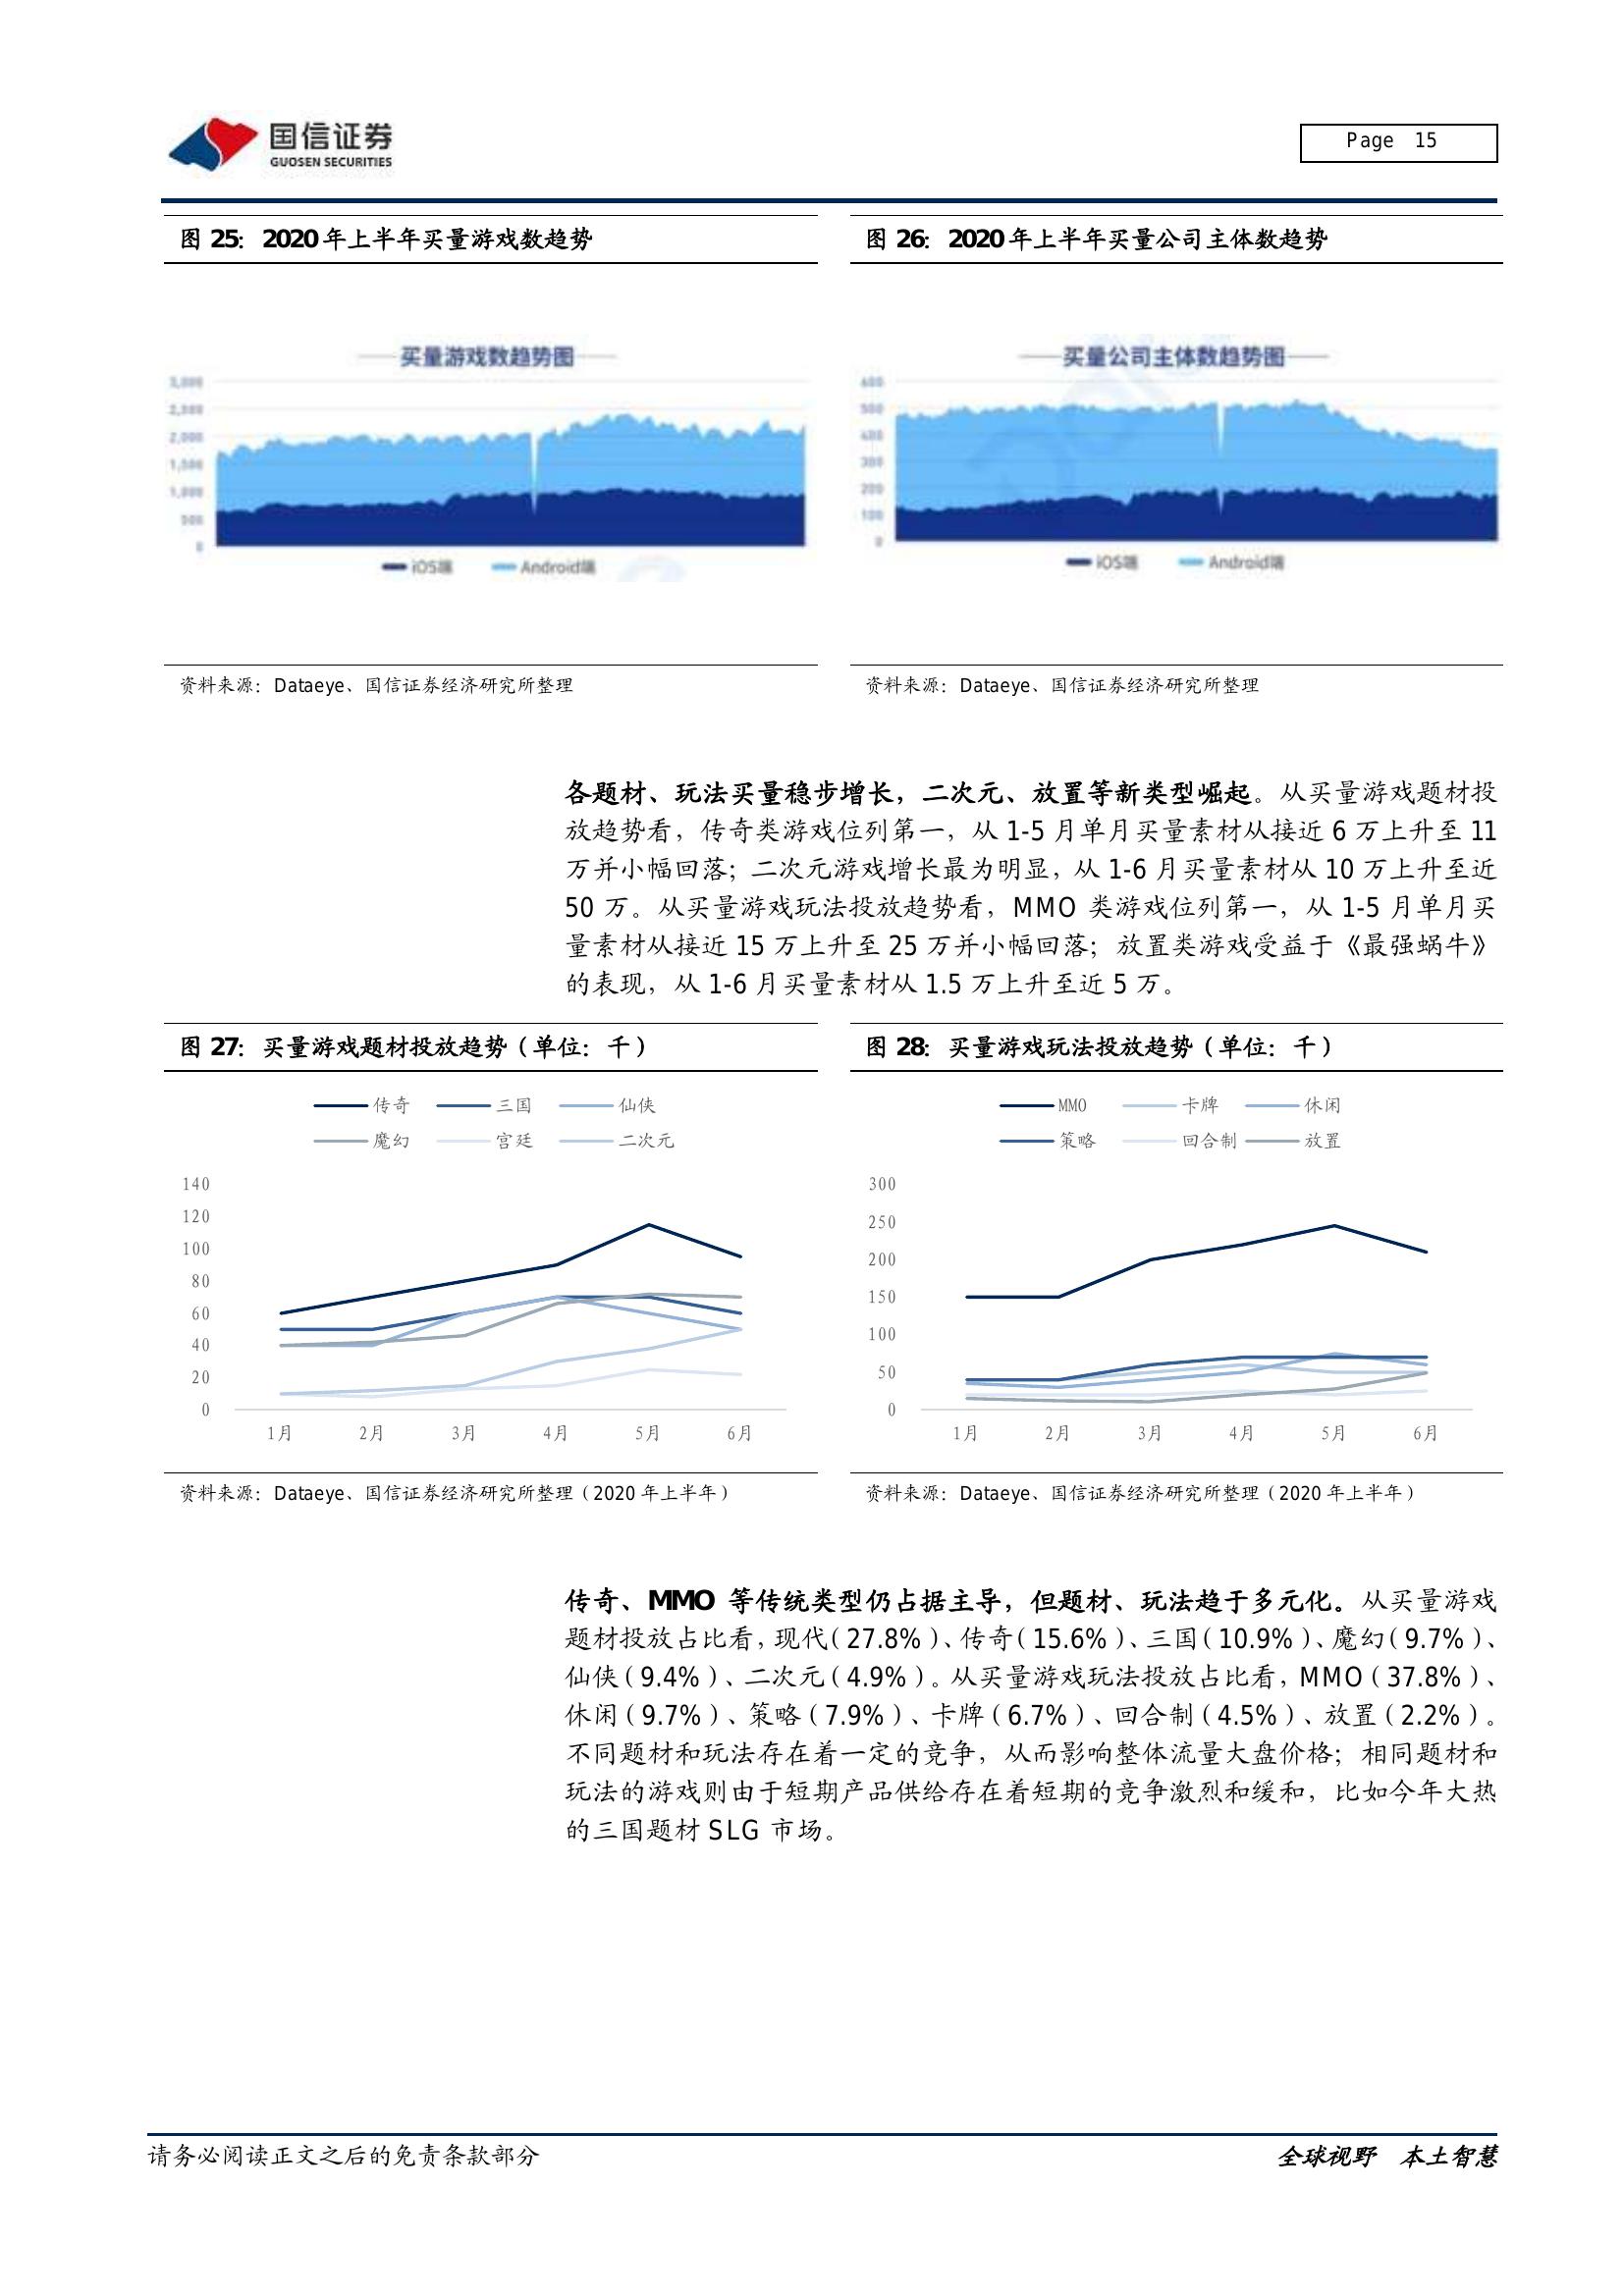 国信证券
GUOSEN SECURITIES
Page 15
图 25：2020 年上半年买量游戏数趋势
图 26：2020 年上半年买量公司主体数趋势
买量游戏数趋势图
3,000
2,500
2,000
1,500
1,000
500
0
iOS端 Android端
买量公司主体数趋势图
600
500
400
300
200
100
0
iOS端 Android端
资料来源：Dataeye、国信证券经济研究所整理
资料来源：Dataeye、国信证券经济研究所整理
各题材、玩法买量稳步增长，二次元、放置等新类型崛起。从买量游戏题材投
放趋势看，传奇类游戏位列第一，从 1-5 月单月买量素材从接近 6 万上升至 11
万并小幅回落；二次元游戏增长最为明显，从 1-6 月买量素材从 10 万上升至近
50 万。从买量游戏玩法投放趋势看，MMO 类游戏位列第一，从 1-5 月单月买
量素材从接近 15 万上升至 25 万并小幅回落；放置类游戏受益于《最强蜗牛》
的表现，从 1-6 月买量素材从 1.5 万上升至近 5 万。
图 27：买量游戏题材投放趋势（单位：千）
图 28：买量游戏玩法投放趋势（单位：千）
传奇 三国 仙侠
魔幻 宫廷 二次元
140
120
100
80
60
40
20
0
1月 2月 3月 4月 5月 6月
MMO 卡牌 休闲
策略 回合制 放置
300
250
200
150
100
50
0
1月 2月 3月 4月 5月 6月
资料来源：Dataeye、国信证券经济研究所整理（2020 年上半年）
资料来源：Dataeye、国信证券经济研究所整理（2020 年上半年）
传奇、MMO 等传统类型仍占据主导，但题材、玩法趋于多元化。从买量游戏
题材投放占比看，现代（27.8%）、传奇（15.6%）、三国（10.9%）、魔幻（9.7%）、
仙侠（9.4%）、二次元（4.9%）。从买量游戏玩法投放占比看，MMO（37.8%）、
休闲（9.7%）、策略（7.9%）、卡牌（6.7%）、回合制（4.5%）、放置（2.2%）。
不同题材和玩法存在着一定的竞争，从而影响整体流量大盘价格；相同题材和
玩法的游戏则由于短期产品供给存在着短期的竞争激烈和缓和，比如今年大热
的三国题材 SLG 市场。
请务必阅读正文之后的免责条款部分
全球视野 本土智慧